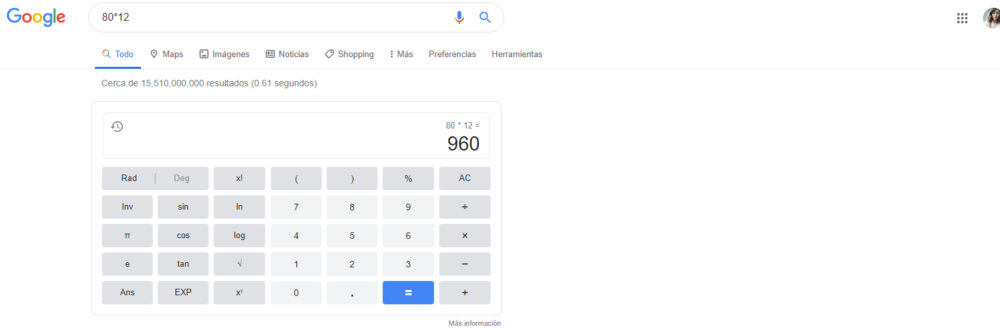 Google 80*12
Todo Maps Imágenes Noticias Shopping Más Preferencias Herramientas
Cerca de 15,510,000,000 resultados (0.61 segundos)
80 * 12 =
960
Rad Deg x! ( ) % AC
Inv sin ln 7 8 9 ÷
π cos log 4 5 6 ×
e tan √ 1 2 3 −
Ans EXP xʸ 0 . = +
Más información